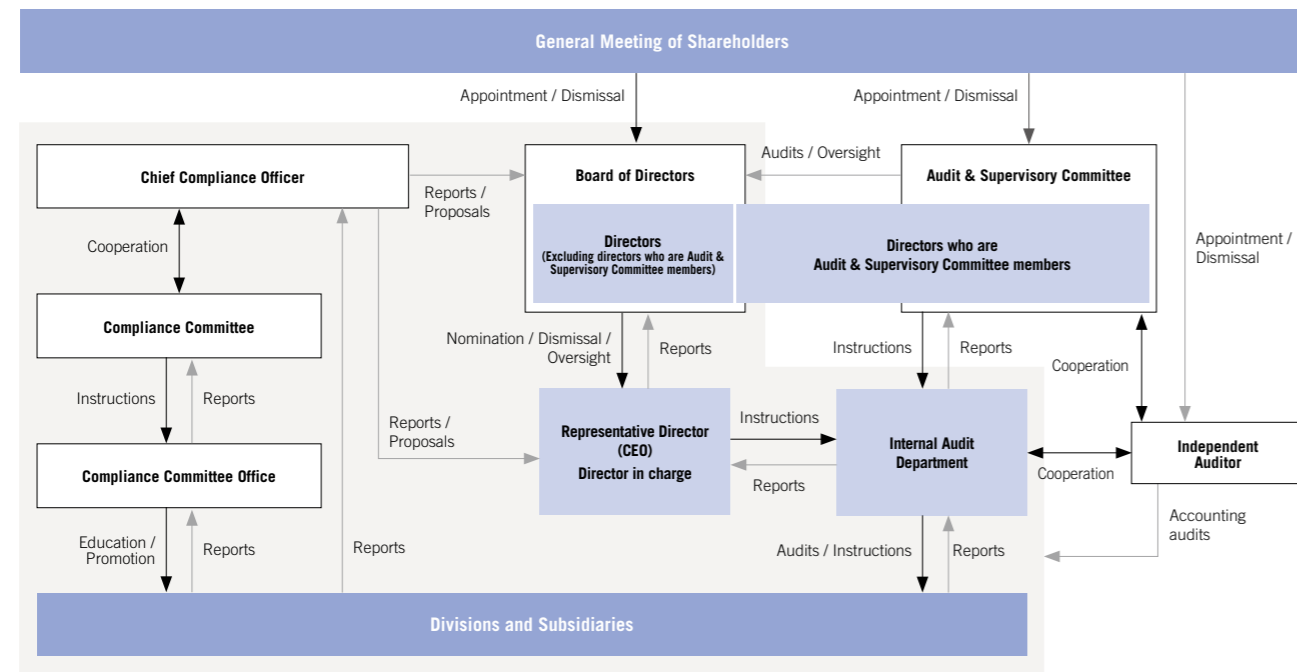 General Meeting of Shareholders
Appointment / Dismissal
Appointment / Dismissal
Appointment /
Dismissal
Chief Compliance Officer
Reports /
Proposals
Board of Directors
Audits / Oversight
Audit & Supervisory Committee
Directors
(Excluding directors who are Audit &
Supervisory Committee members)
Directors who are
Audit & Supervisory Committee members
Cooperation
Compliance Committee
Nomination / Dismissal /
Oversight
Reports
Instructions
Reports
Cooperation
Instructions
Reports
Reports /
Proposals
Representative Director
(CEO)
Director in charge
Instructions
Reports
Internal Audit
Department
Cooperation
Independent
Auditor
Compliance Committee Office
Education /
Promotion
Reports
Reports
Audits / Instructions
Reports
Accounting
audits
Divisions and Subsidiaries